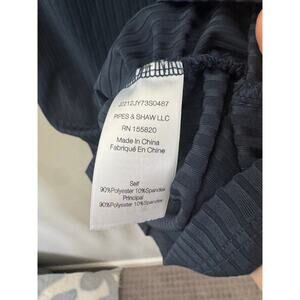 J2212JY73S0487
PIPES & SHAW LLC
RN 155820
Made In China
Fabriqué En Chine
Self
90%Polyester 10%Spandex
Principal
90%Polyester 10%Spandex